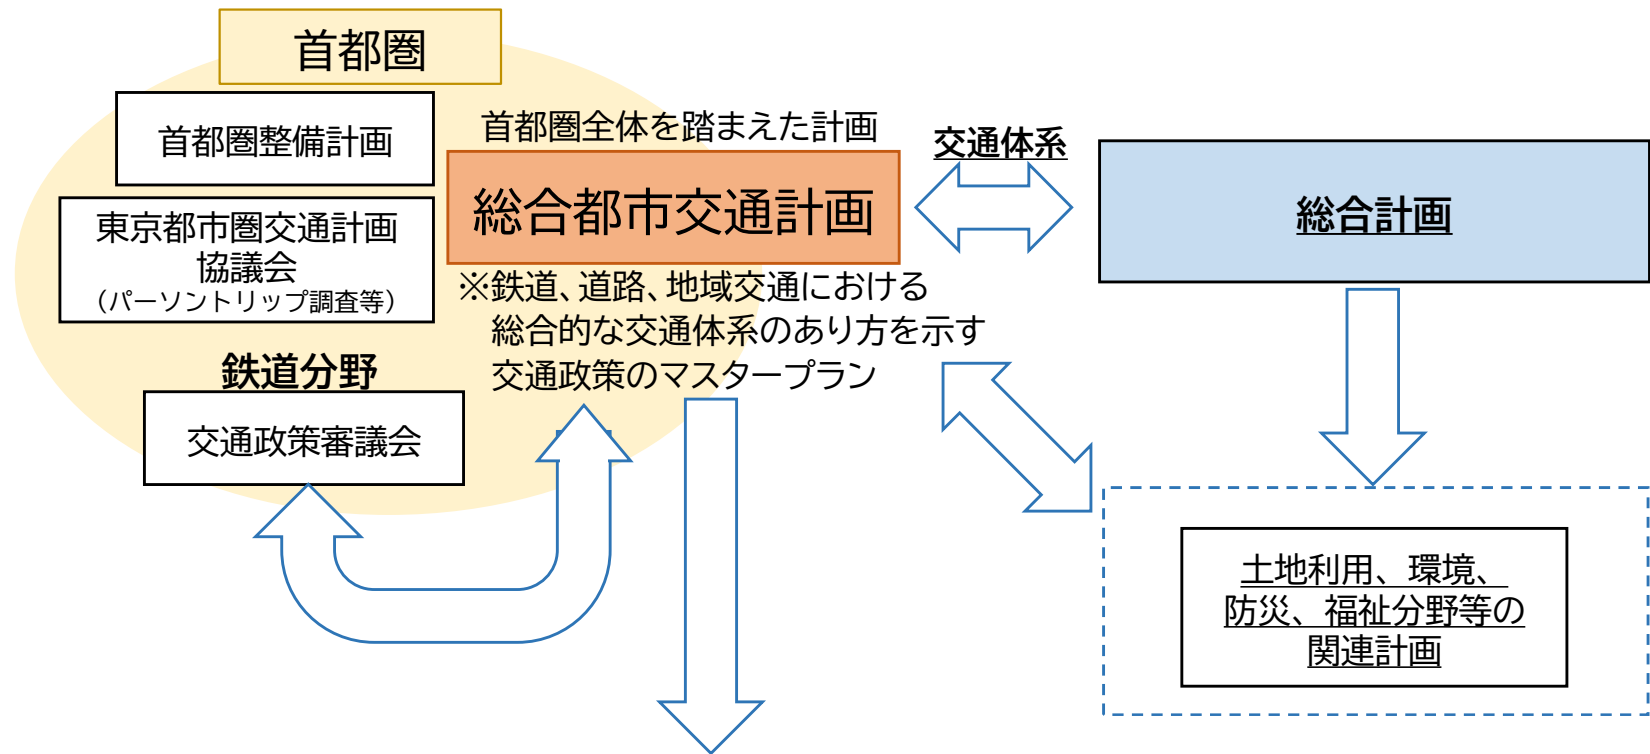 首都圏
首都圏整備計画
東京都市圏交通計画
協議会
（パーソントリップ調査等）
鉄道分野
交通政策審議会
首都圏全体を踏まえた計画
総合都市交通計画
※鉄道、道路、地域交通における
総合的な交通体系のあり方を示す
交通政策のマスタープラン
交通体系
総合計画
土地利用、環境、
防災、福祉分野等の
関連計画